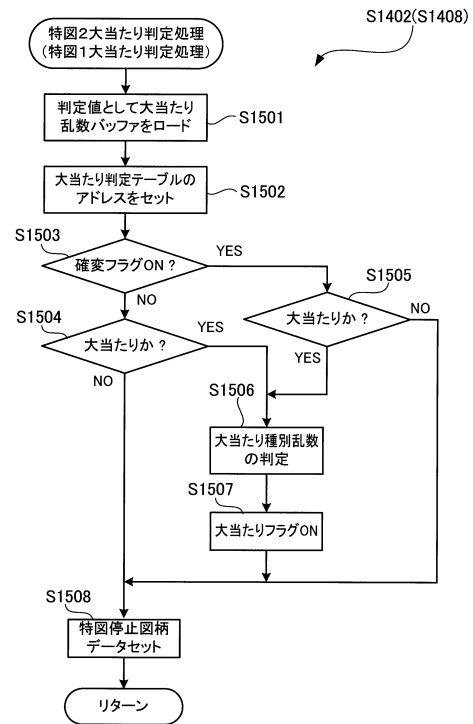 S1402(S1408)
特図2大当たり判定処理
(特図1大当たり判定処理)
判定値として大当たり
乱数バッファをロード
S1501
大当たり判定テーブルの
アドレスをセット
S1502
S1503
確変フラグON?
YES
NO
S1505
大当たりか?
NO
YES
S1504
大当たりか?
YES
NO
S1506
大当たり種別乱数
の判定
S1507
大当たりフラグON
S1508
特図停止図柄
データセット
リターン